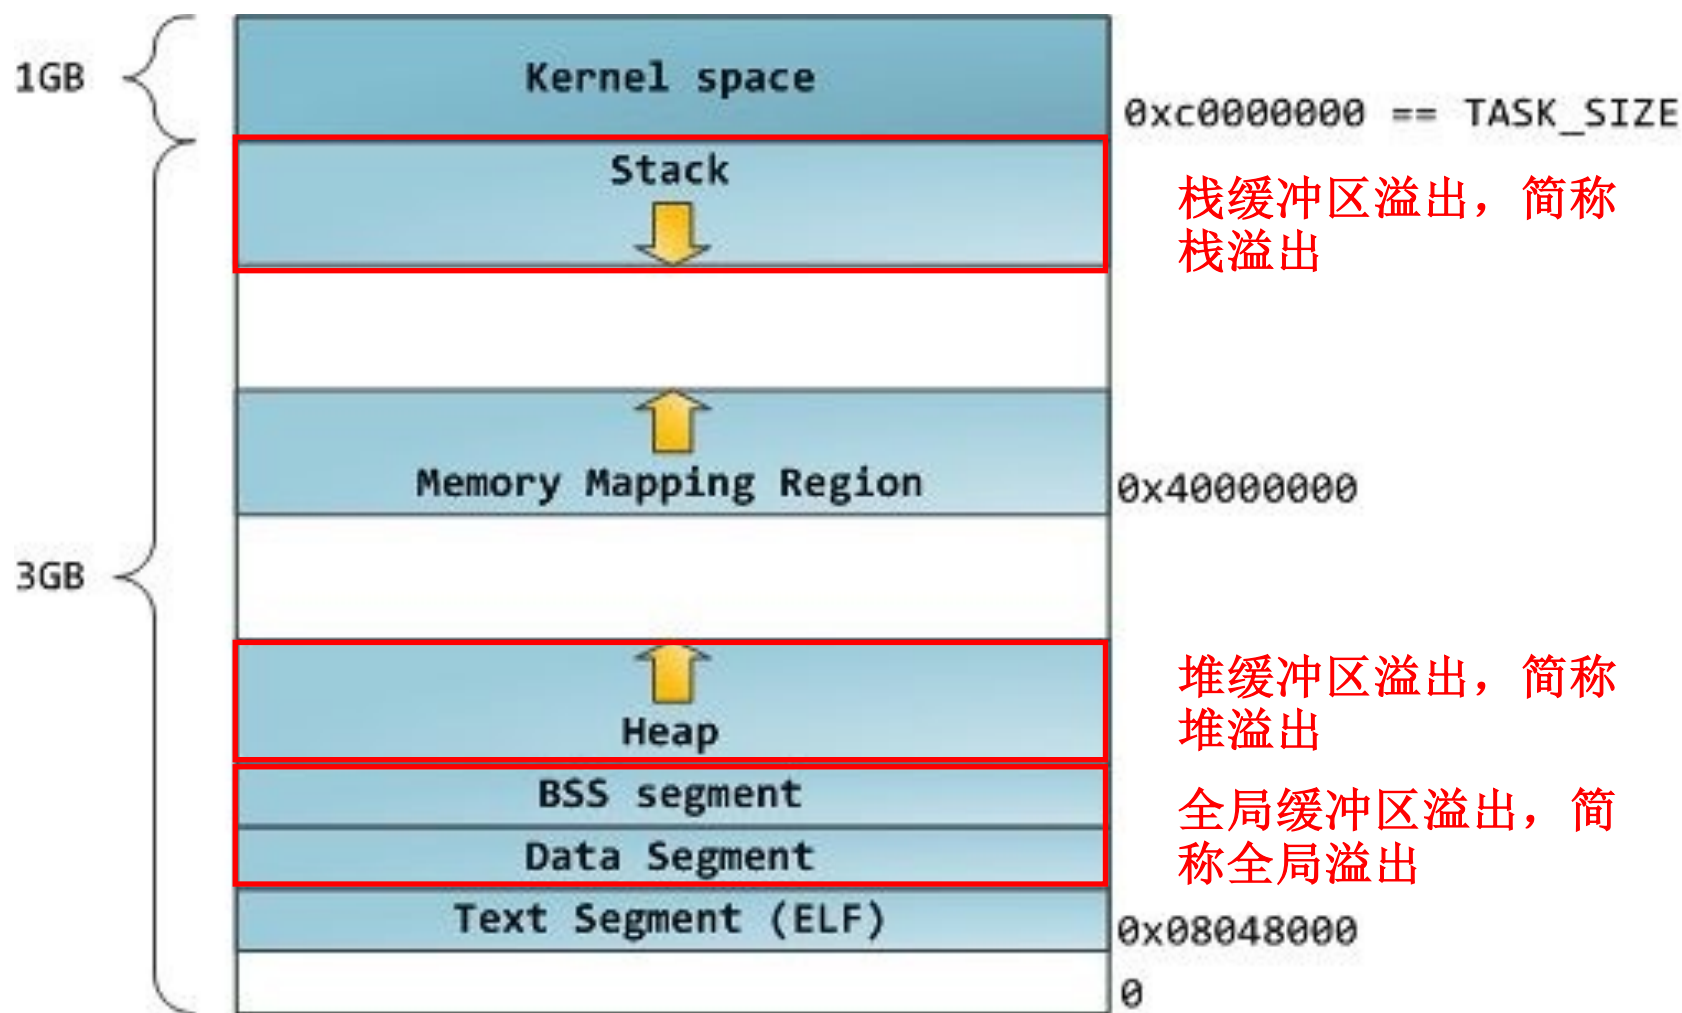 1GB
Kernel space
0xc0000000 == TASK_SIZE
Stack
栈缓冲区溢出，简称
栈溢出
Memory Mapping Region
0x40000000
3GB
堆缓冲区溢出，简称
堆溢出
Heap
BSS segment
全局缓冲区溢出，简
称全局溢出
Data Segment
Text Segment (ELF)
0x08048000
0